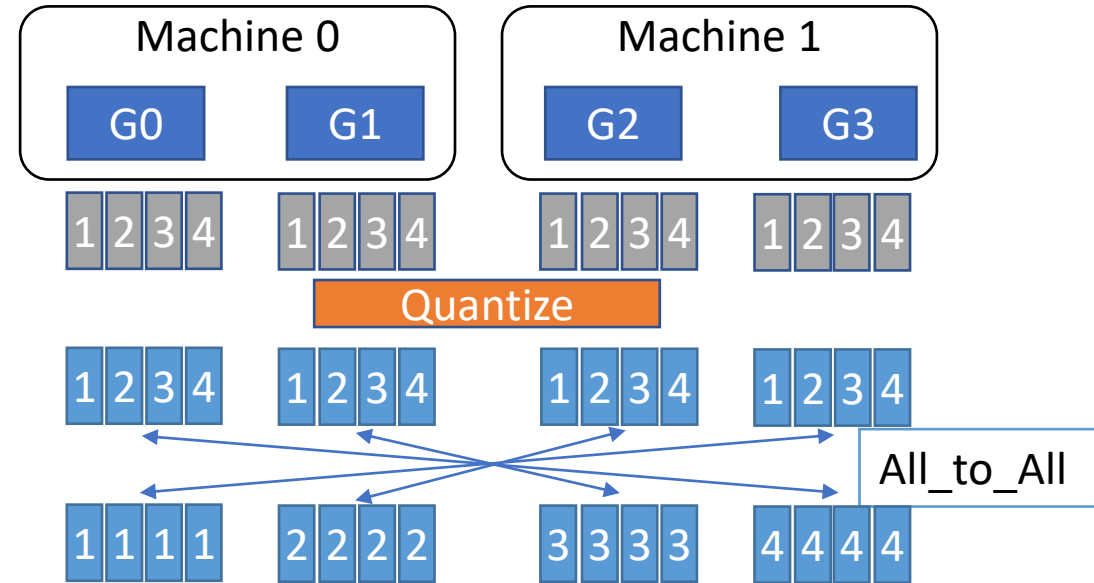 Machine 0 Machine 1
G0 G1 G2 G3
1 2 3 4 1 2 3 4 1 2 3 4 1 2 3 4
Quantize
1 2 3 4 1 2 3 4 1 2 3 4 1 2 3 4
All_to_All
1 1 1 1 2 2 2 2 3 3 3 3 4 4 4 4